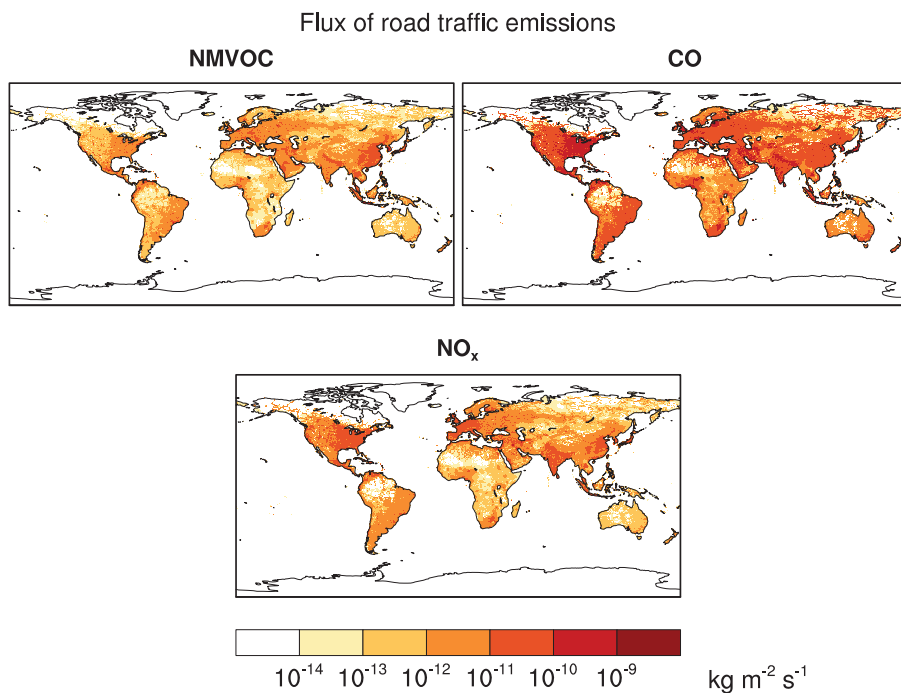 Flux of road traffic emissions
NMVOC
CO
NOₓ
10⁻¹⁴ 10⁻¹³ 10⁻¹² 10⁻¹¹ 10⁻¹⁰ 10⁻⁹ kg m⁻² s⁻¹